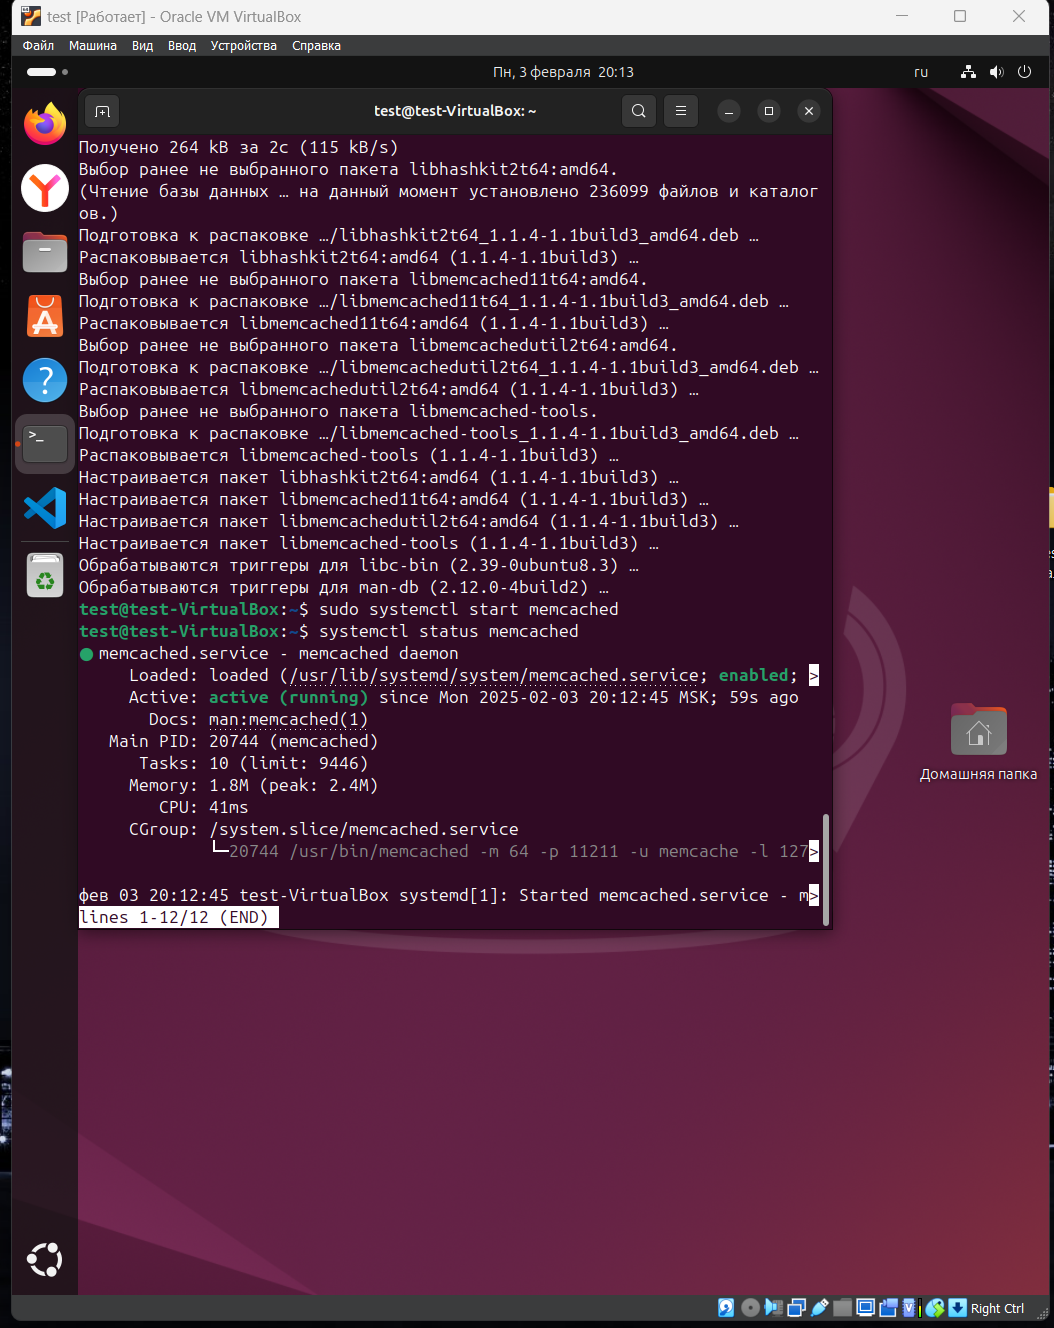 test [Работает] - Oracle VM VirtualBox
Файл Машина Вид Ввод Устройства Справка
Пн, 3 февраля 20:13
ru
test@test-VirtualBox: ~
Получено 264 kB за 2с (115 kB/s)
Выбор ранее не выбранного пакета libhashkit2t64:amd64.
(Чтение базы данных … на данный момент установлено 236099 файлов и каталог
ов.)
Подготовка к распаковке …/libhashkit2t64_1.1.4-1.1build3_amd64.deb …
Распаковывается libhashkit2t64:amd64 (1.1.4-1.1build3) …
Выбор ранее не выбранного пакета libmemcached11t64:amd64.
Подготовка к распаковке …/libmemcached11t64_1.1.4-1.1build3_amd64.deb …
Распаковывается libmemcached11t64:amd64 (1.1.4-1.1build3) …
Выбор ранее не выбранного пакета libmemcachedutil2t64:amd64.
Подготовка к распаковке …/libmemcachedutil2t64_1.1.4-1.1build3_amd64.deb …
Распаковывается libmemcachedutil2t64:amd64 (1.1.4-1.1build3) …
Выбор ранее не выбранного пакета libmemcached-tools.
Подготовка к распаковке …/libmemcached-tools_1.1.4-1.1build3_amd64.deb …
Распаковывается libmemcached-tools (1.1.4-1.1build3) …
Настраивается пакет libhashkit2t64:amd64 (1.1.4-1.1build3) …
Настраивается пакет libmemcached11t64:amd64 (1.1.4-1.1build3) …
Настраивается пакет libmemcachedutil2t64:amd64 (1.1.4-1.1build3) …
Настраивается пакет libmemcached-tools (1.1.4-1.1build3) …
Обрабатываются триггеры для libc-bin (2.39-0ubuntu8.3) …
Обрабатываются триггеры для man-db (2.12.0-4build2) …
test@test-VirtualBox:~$ sudo systemctl start memcached
test@test-VirtualBox:~$ systemctl status memcached
● memcached.service - memcached daemon
Loaded: loaded (/usr/lib/systemd/system/memcached.service; enabled; >
Active: active (running) since Mon 2025-02-03 20:12:45 MSK; 59s ago
Docs: man:memcached(1)
Main PID: 20744 (memcached)
Tasks: 10 (limit: 9446)
Memory: 1.8M (peak: 2.4M)
CPU: 41ms
CGroup: /system.slice/memcached.service
└─20744 /usr/bin/memcached -m 64 -p 11211 -u memcache -l 127>
фев 03 20:12:45 test-VirtualBox systemd[1]: Started memcached.service - m>
lines 1-12/12 (END)
Домашняя папка
Right Ctrl